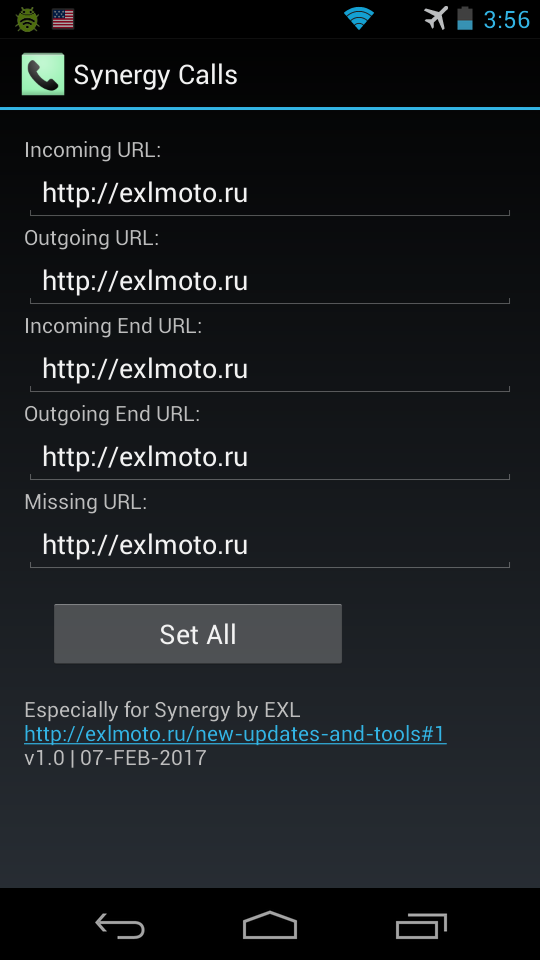 3:56
Synergy Calls
Incoming URL:
http://exlmoto.ru
Outgoing URL:
http://exlmoto.ru
Incoming End URL:
http://exlmoto.ru
Outgoing End URL:
http://exlmoto.ru
Missing URL:
http://exlmoto.ru
Set All
Especially for Synergy by EXL
http://exlmoto.ru/new-updates-and-tools#1
v1.0 | 07-FEB-2017